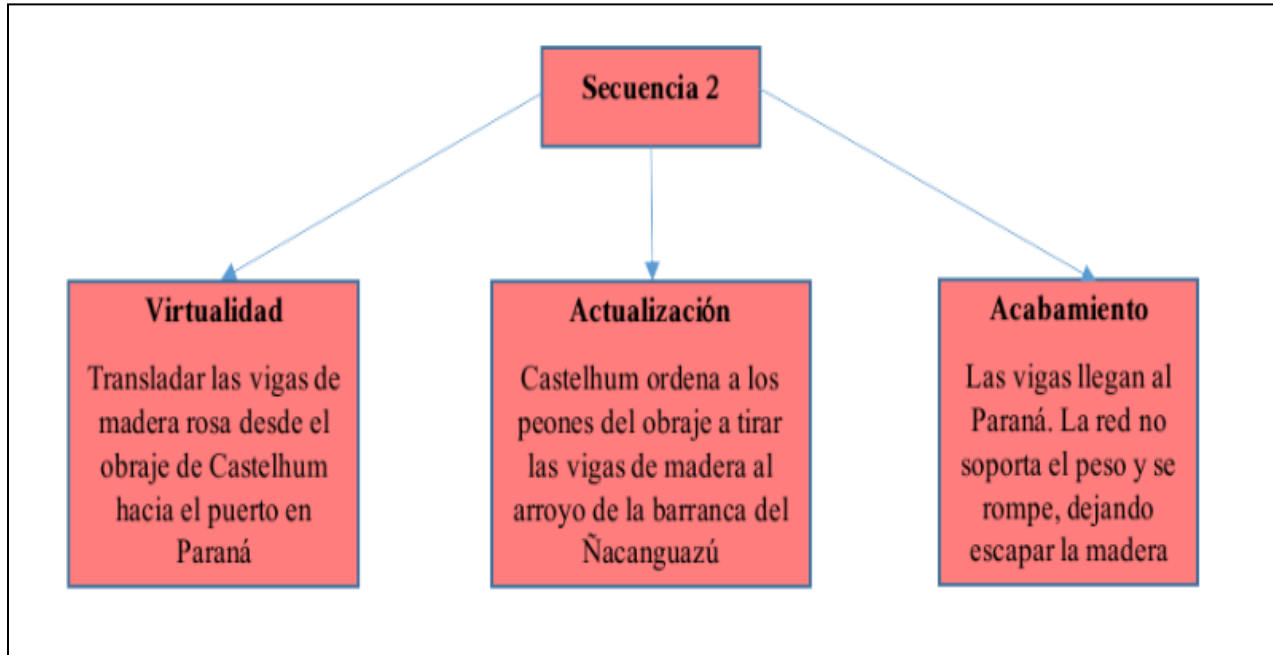 Secuencia 2
Virtualidad
Transladar las vigas de
madera rosa desde el
obraje de Castelhum
hacia el puerto en
Paraná
Actualización
Castelhum ordena a los
peones del obraje a tirar
las vigas de madera al
arroyo de la barranca del
Ñacanguazú
Acabamiento
Las vigas llegan al
Paraná. La red no
soporta el peso y se
rompe, dejando
escapar la madera